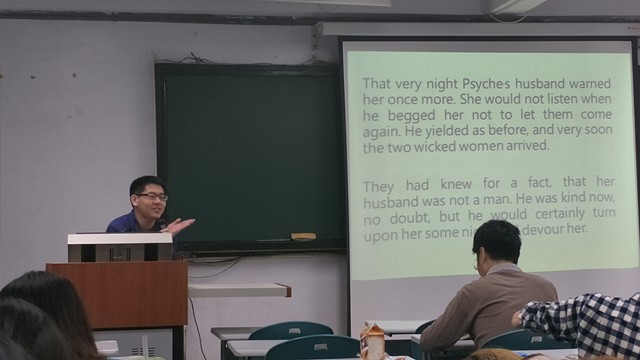 That very night Psyche's husband warned
her once more. She would not listen when
he begged her not to let them come
again. He yielded as before, and very soon
the two wicked women arrived.
They had knew for a fact, that her
husband was not a man. He was kind now,
no doubt, but he would certainly turn
upon her some devour her.